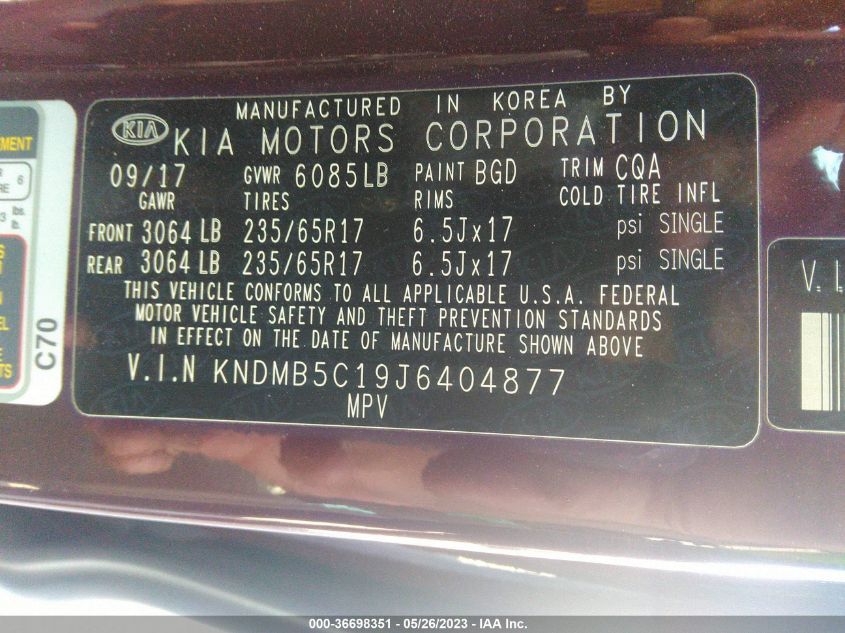 MANUFACTURED IN KOREA BY
KIA
KIA MOTORS CORPORATION
09/17 GVWR 6085LB PAINT BGD TRIM CQA
GAWR TIRES RIMS COLD TIRE INFL
FRONT 3064 LB 235/65R17 6.5Jx17 psi SINGLE
REAR 3064 LB 235/65R17 6.5Jx17 psi SINGLE
THIS VEHICLE CONFORMS TO ALL APPLICABLE U.S.A. FEDERAL
MOTOR VEHICLE SAFETY AND THEFT PREVENTION STANDARDS
IN EFFECT ON THE DATE OF MANUFACTURE SHOWN ABOVE
V.I.N KNDMB5C19J6404877
MPV
6
lbs.
C70
000-36698351 - 05/26/2023 - IAA Inc.